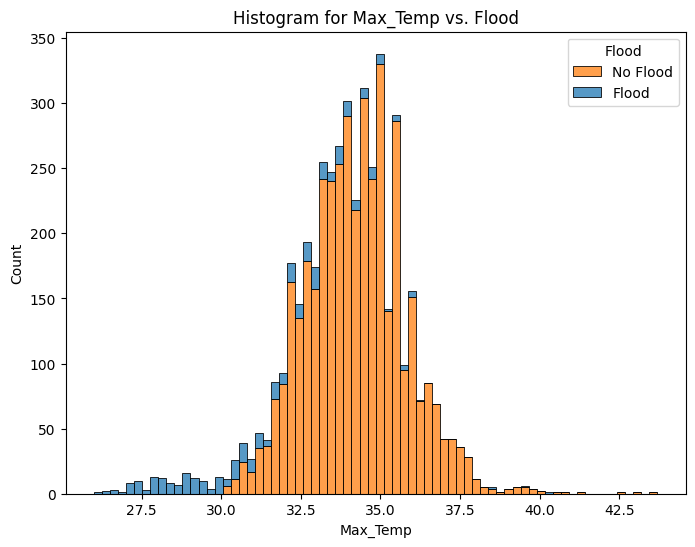 Histogram for Max_Temp vs. Flood
Flood
No Flood
Flood
350
300
250
200
150
100
50
0
Count
27.5 30.0 32.5 35.0 37.5 40.0 42.5
Max_Temp